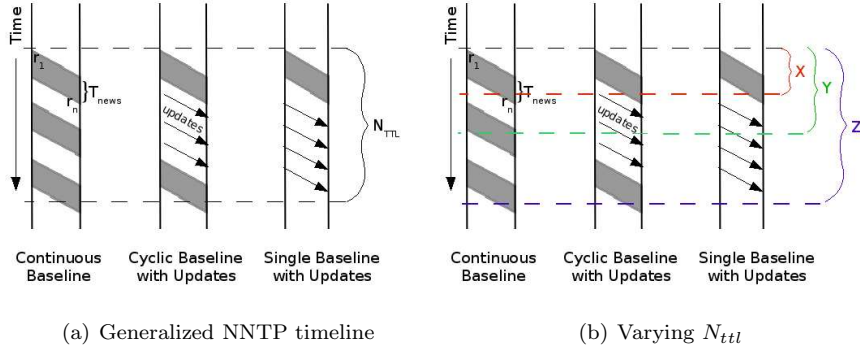 Time
r1
rn
Tnews
updates
NTTL
Continuous
Baseline
Cyclic Baseline
with Updates
Single Baseline
with Updates
(a) Generalized NNTP timeline
Time
r1
rn
Tnews
updates
X
Y
Z
Continuous
Baseline
Cyclic Baseline
with Updates
Single Baseline
with Updates
(b) Varying Nttl